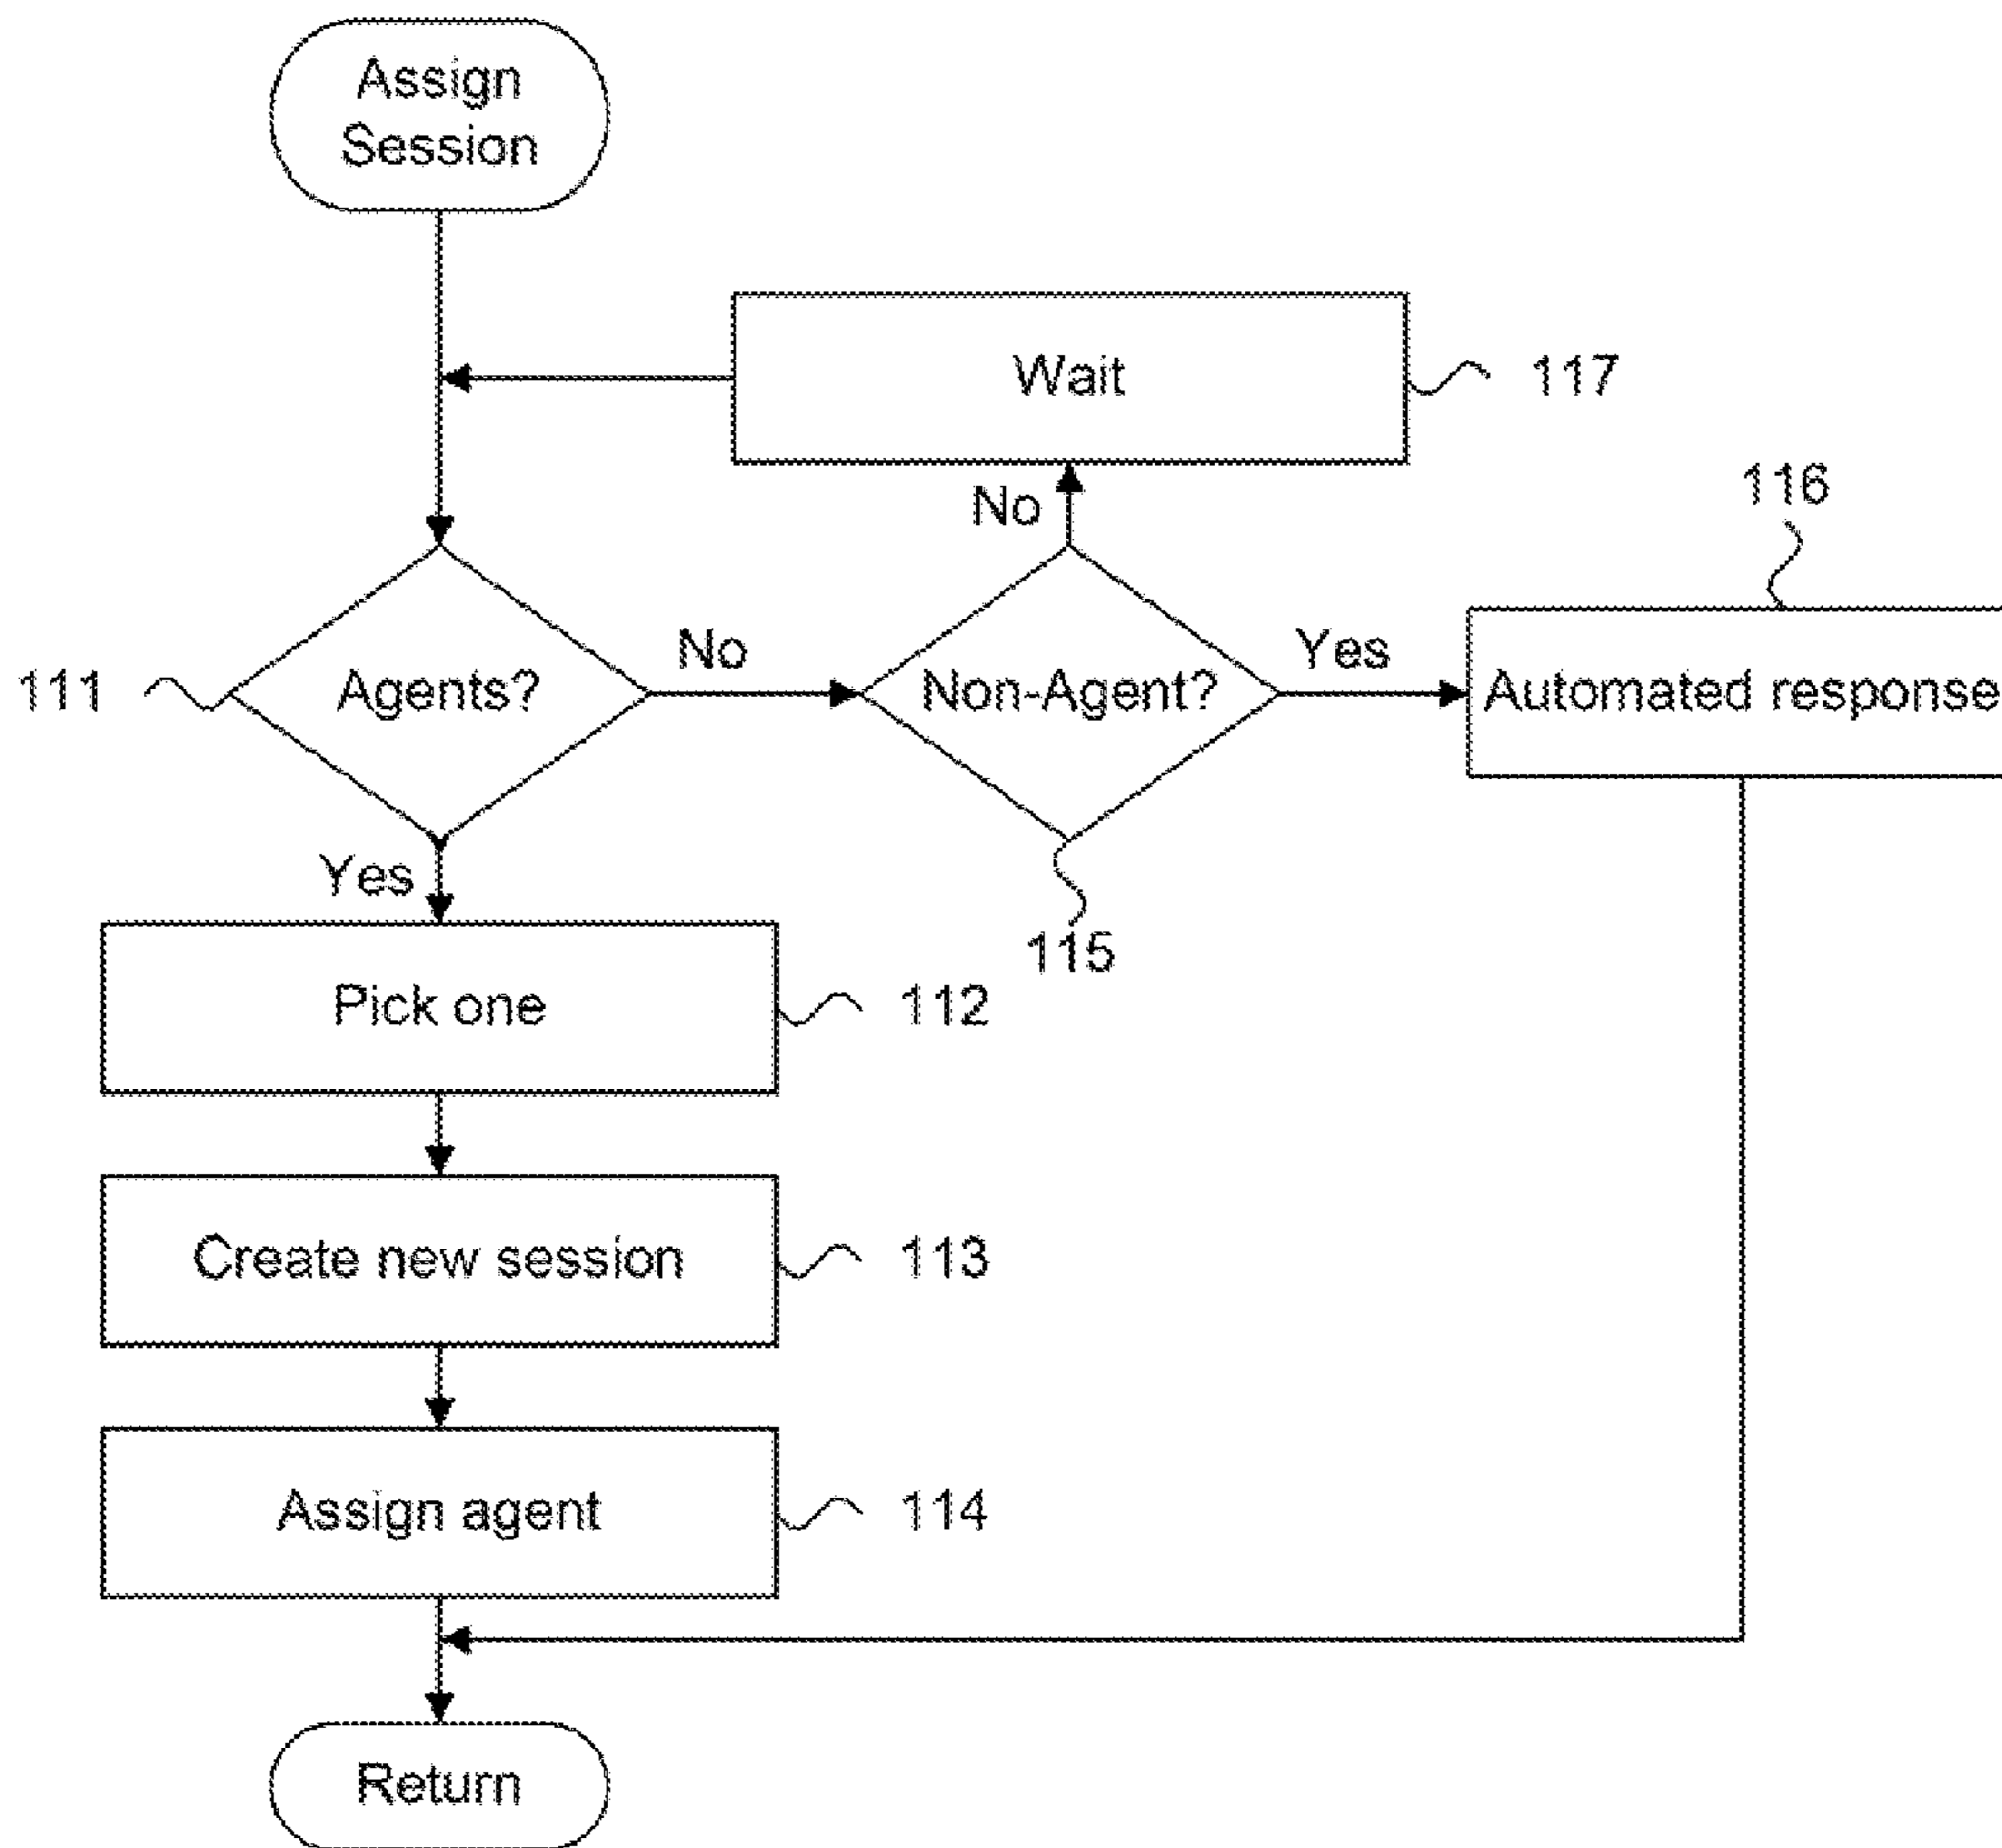 Assign
Session
Wait
117
No
116
111
Agents?
No
Non-Agent?
Yes
Automated response
Yes
115
Pick one
112
Create new session
113
Assign agent
114
Return